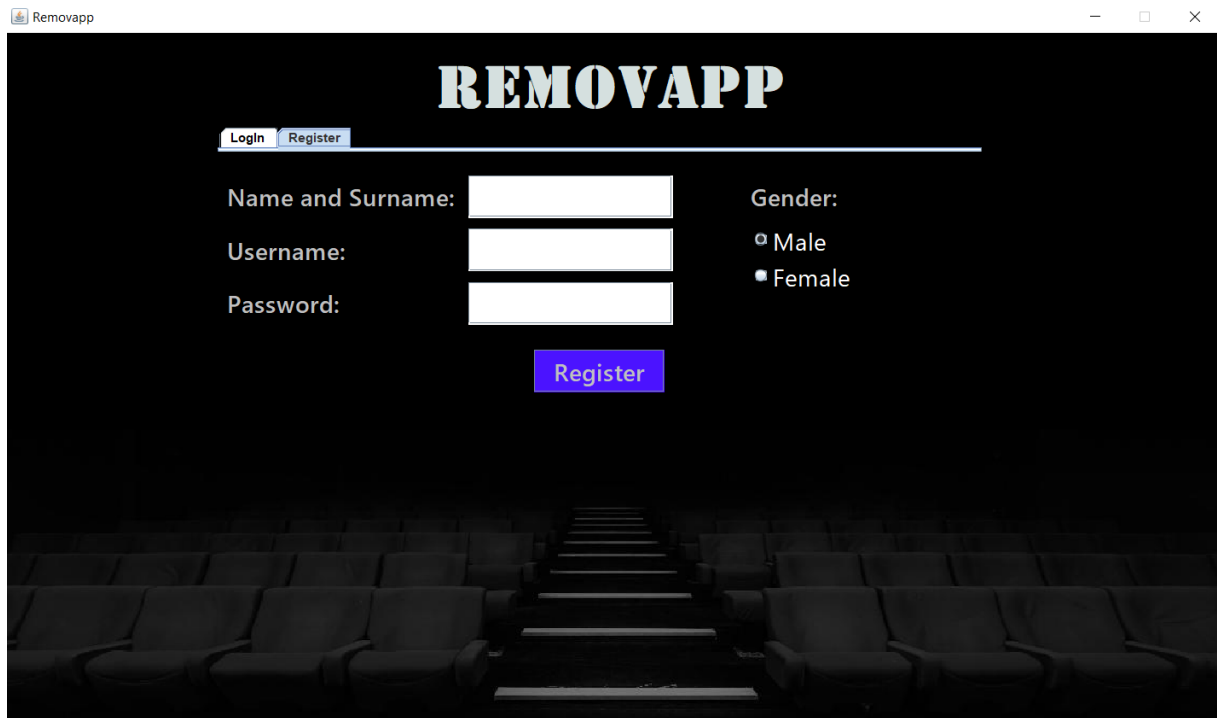 Removapp
REMOVAPP
LogIn Register
Name and Surname:
Username:
Password:
Gender:
Male
Female
Register